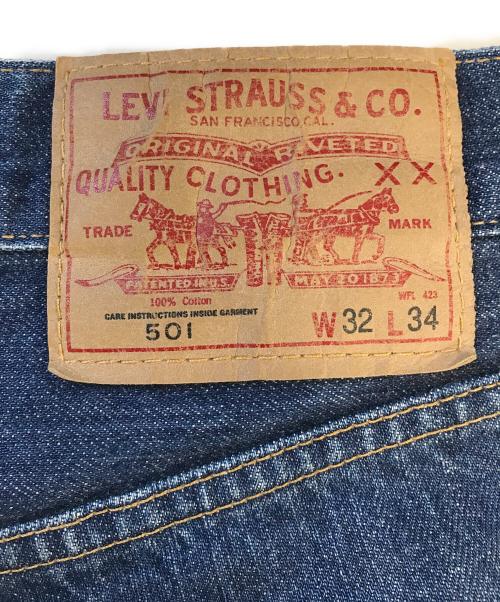 LEVI STRAUSS & CO.
SAN FRANCISCO CAL.
ORIGINAL RIVETED
QUALITY CLOTHING. XX
TRADE MARK
PATENTED IN U.S. MAY 20 1873
100% Cotton WPL 423
CARE INSTRUCTIONS INSIDE GARMENT
501 W 32 L 34